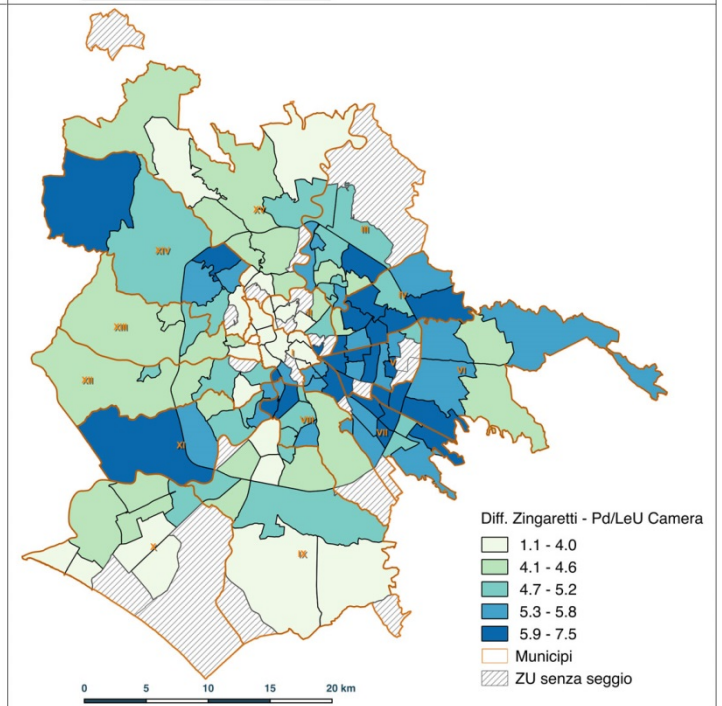 XV
III
XIV
IV
II
XIII
V
VI
XII
VIII
VII
XI
X
IX
Diff. Zingaretti - Pd/LeU Camera
1.1 - 4.0
4.1 - 4.6
4.7 - 5.2
5.3 - 5.8
5.9 - 7.5
Municipi
ZU senza seggio
0 5 10 15 20 km